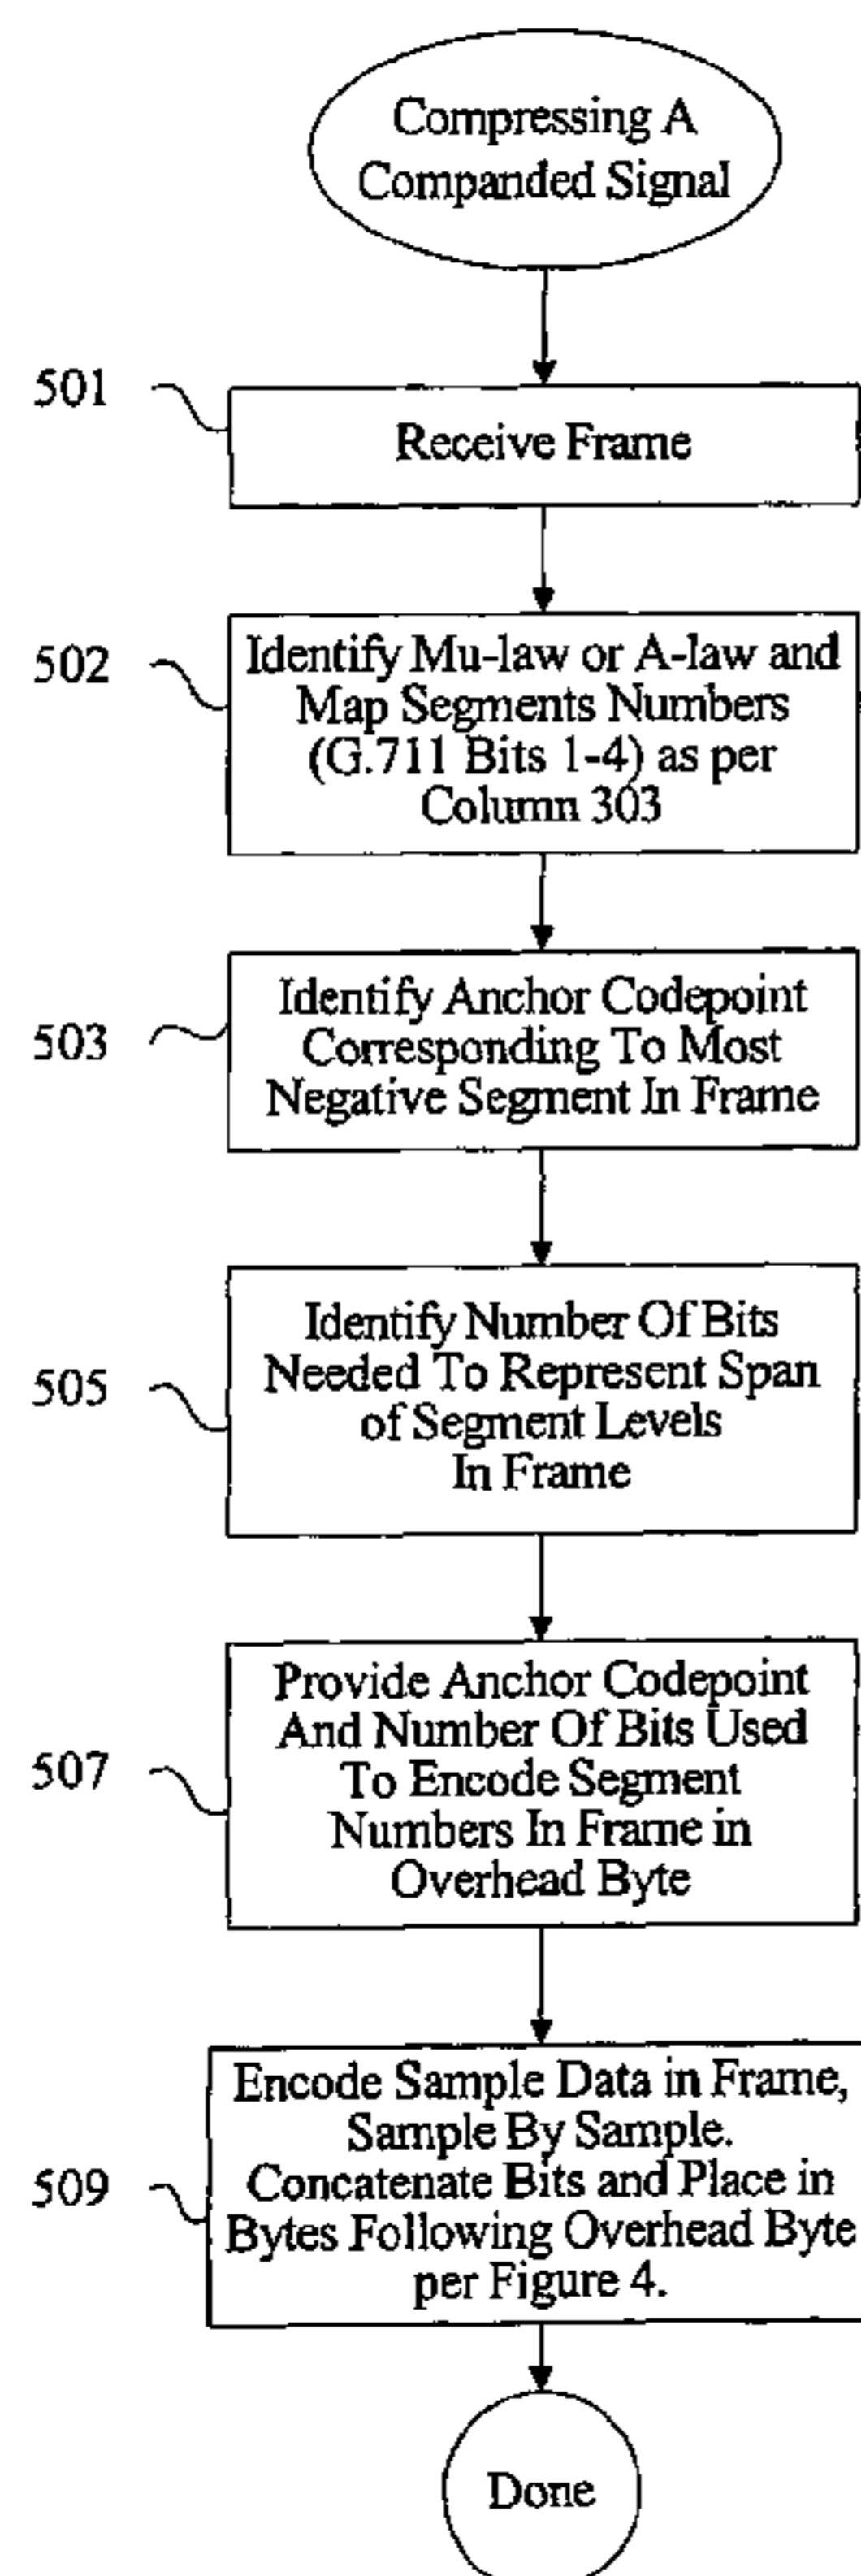 Compressing A
Companded Signal
501
Receive Frame
502
Identify Mu-law or A-law and
Map Segments Numbers
(G.711 Bits 1-4) as per
Column 303
503
Identify Anchor Codepoint
Corresponding To Most
Negative Segment In Frame
505
Identify Number Of Bits
Needed To Represent Span
of Segment Levels
In Frame
507
Provide Anchor Codepoint
And Number Of Bits Used
To Encode Segment
Numbers In Frame in
Overhead Byte
509
Encode Sample Data in Frame,
Sample By Sample.
Concatenate Bits and Place in
Bytes Following Overhead Byte
per Figure 4.
Done